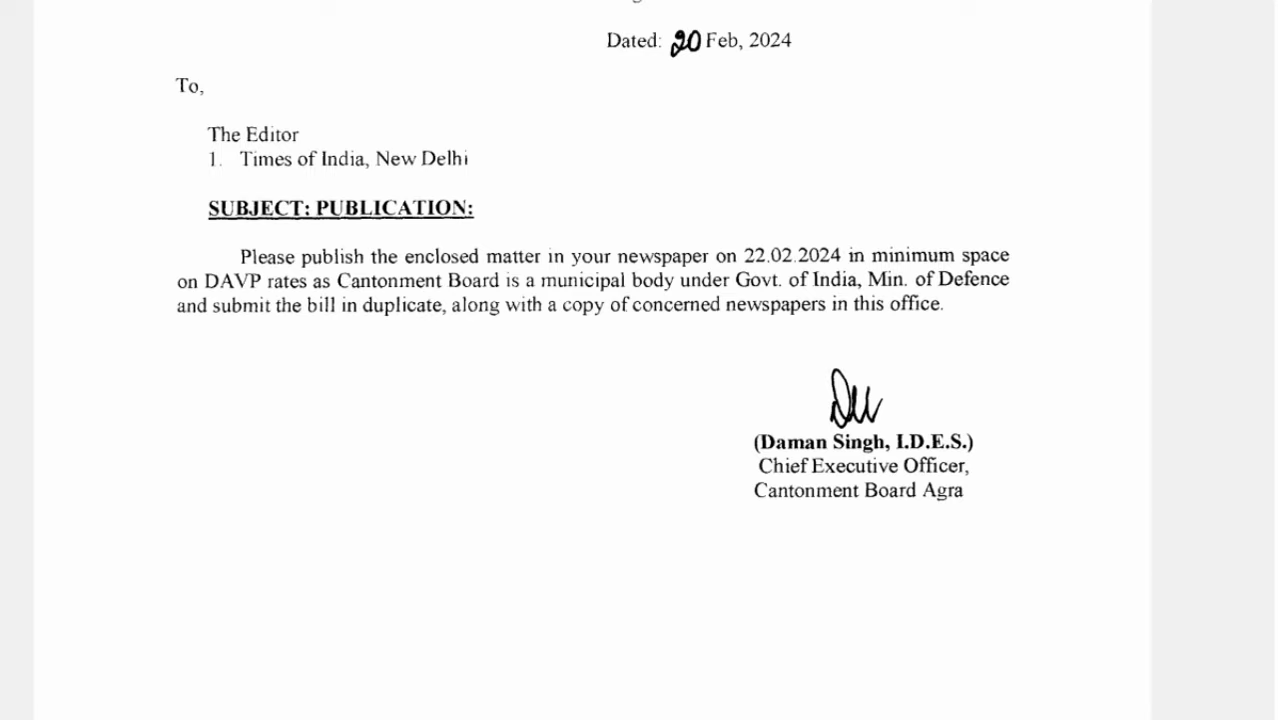 Dated: 20 Feb, 2024
To,
The Editor
1. Times of India, New Delhi
SUBJECT: PUBLICATION:
Please publish the enclosed matter in your newspaper on 22.02.2024 in minimum space
on DAVP rates as Cantonment Board is a municipal body under Govt. of India, Min. of Defence
and submit the bill in duplicate, along with a copy of concerned newspapers in this office.
(Daman Singh, I.D.E.S.)
Chief Executive Officer,
Cantonment Board Agra